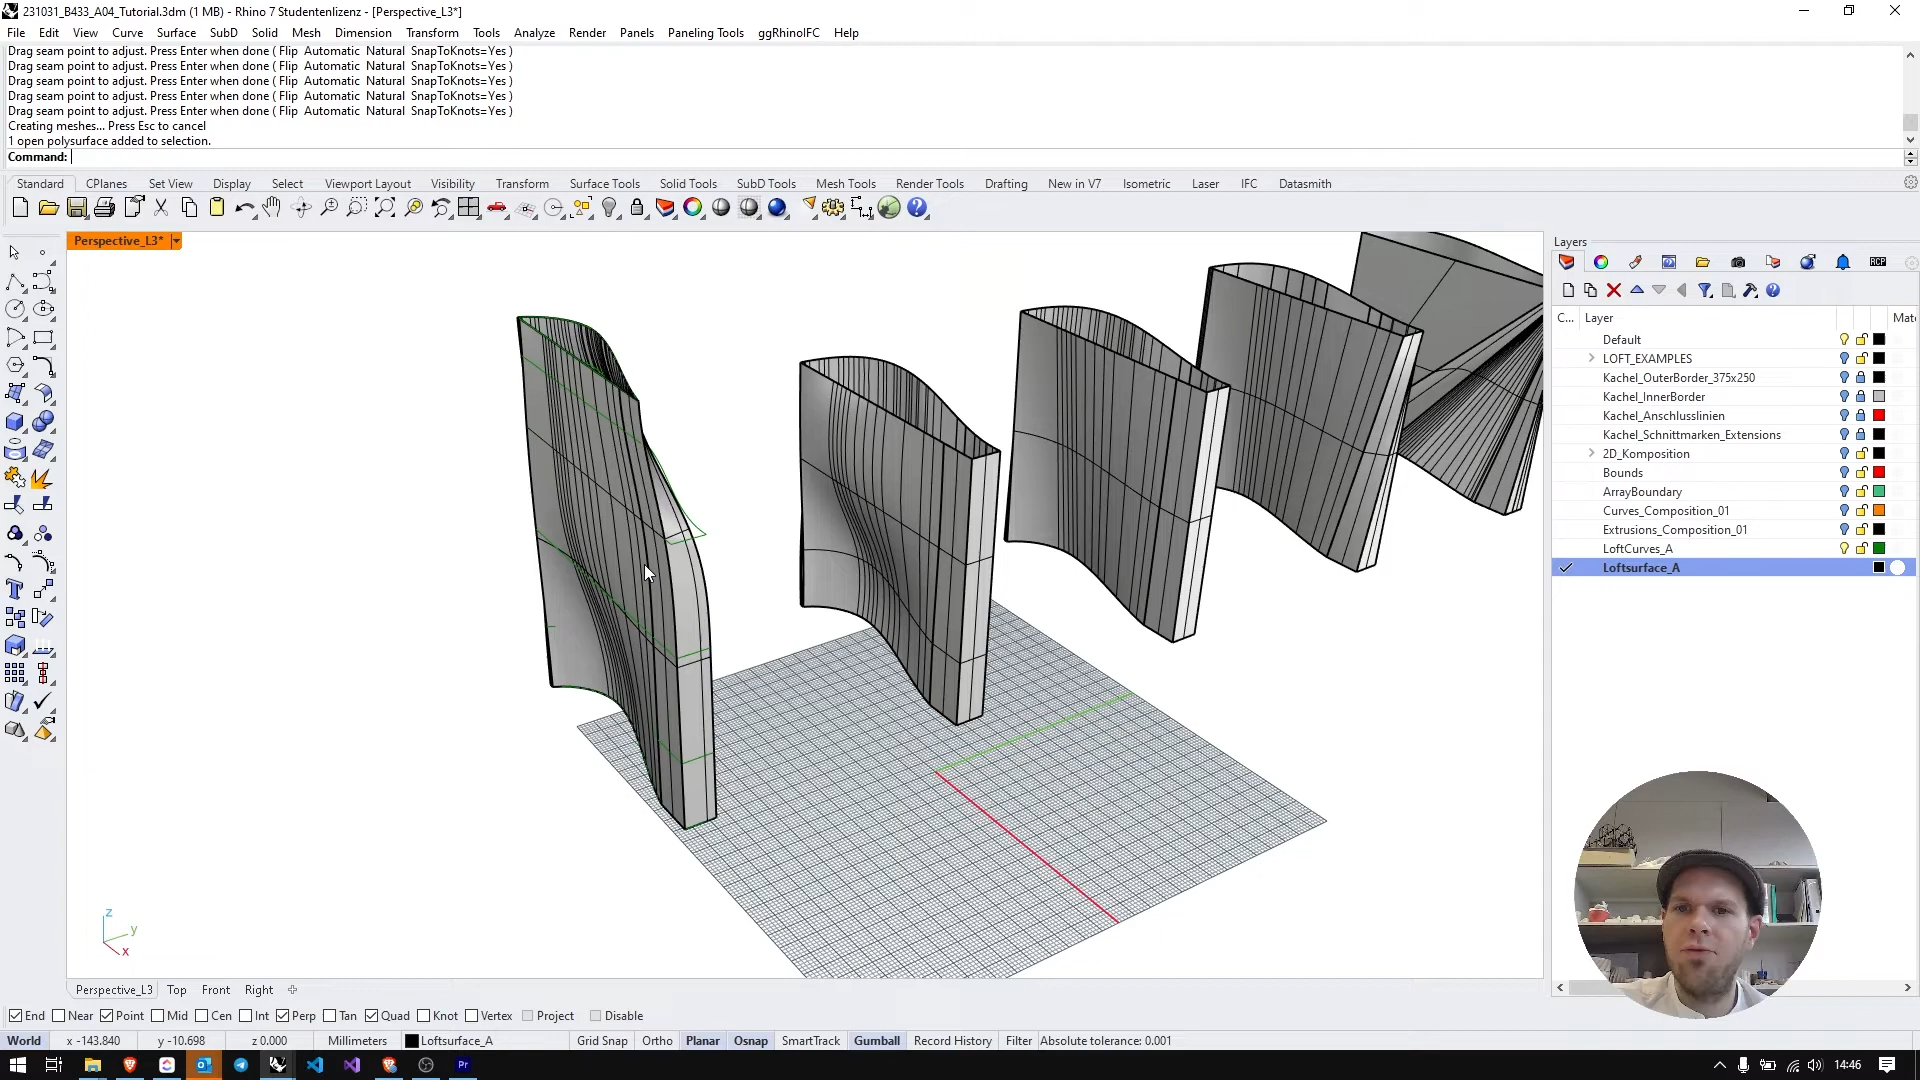 231031_B433_A04_Tutorial.3dm (1 MB) - Rhino 7 Studentenlizenz - [Perspective_L3*]
File Edit View Curve Surface SubD Solid Mesh Dimension Transform Tools Analyze Render Panels Paneling Tools ggRhinoIFC Help
Drag seam point to adjust. Press Enter when done ( Flip Automatic Natural SnapToKnots=Yes )
Drag seam point to adjust. Press Enter when done ( Flip Automatic Natural SnapToKnots=Yes )
Drag seam point to adjust. Press Enter when done ( Flip Automatic Natural SnapToKnots=Yes )
Drag seam point to adjust. Press Enter when done ( Flip Automatic Natural SnapToKnots=Yes )
Drag seam point to adjust. Press Enter when done ( Flip Automatic Natural SnapToKnots=Yes )
Creating meshes... Press Esc to cancel
1 open polysurface added to selection.
Command:
Standard CPlanes Set View Display Select Viewport Layout Visibility Transform Surface Tools Solid Tools SubD Tools Mesh Tools Render Tools Drafting New in V7 Isometric Laser IFC Datasmith
Perspective_L3*
Layers
RCP
C... Layer Mate
Default
LOFT_EXAMPLES
Kachel_OuterBorder_375x250
Kachel_InnerBorder
Kachel_Anschlusslinien
Kachel_Schnittmarken_Extensions
2D_Komposition
Bounds
ArrayBoundary
Curves_Composition_01
Extrusions_Composition_01
LoftCurves_A
Loftsurface_A
z
y
x
Perspective_L3 Top Front Right
End Near Point Mid Cen Int Perp Tan Quad Knot Vertex Project Disable
World x -143.840 y -10.698 z 0.000 Millimeters Loftsurface_A Grid Snap Ortho Planar Osnap SmartTrack Gumball Record History Filter Absolute tolerance: 0.001
Pr
14:46